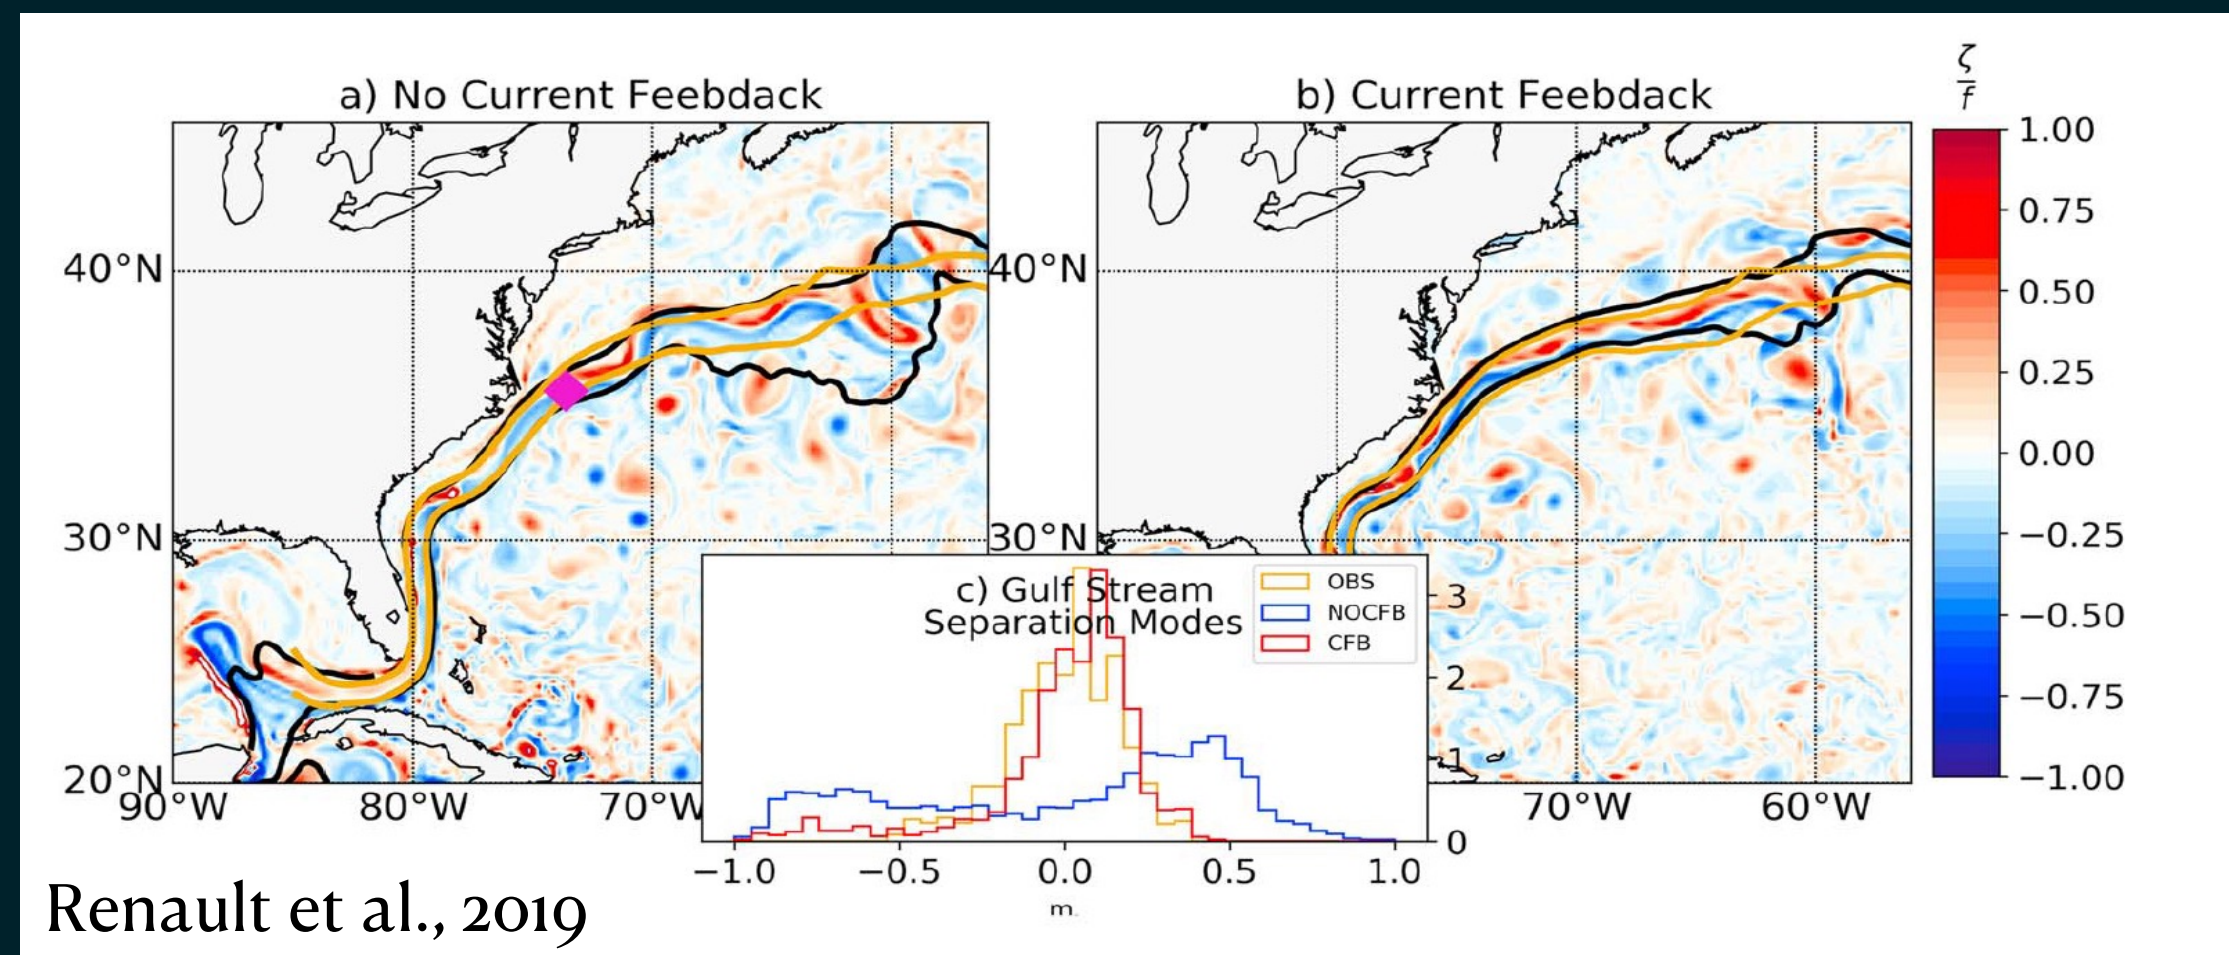 a) No Current Feebdack
b) Current Feebdack
ζ
f
1.00
0.75
0.50
0.25
0.00
−0.25
−0.50
−0.75
−1.00
40°N
30°N
20°N
90°W
80°W
70°W
40°N
30°N
70°W
60°W
c) Gulf Stream
Separation Modes
OBS
NOCFB
CFB
3
2
1
0
−1.0
−0.5
0.0
0.5
1.0
m.
Renault et al., 2019